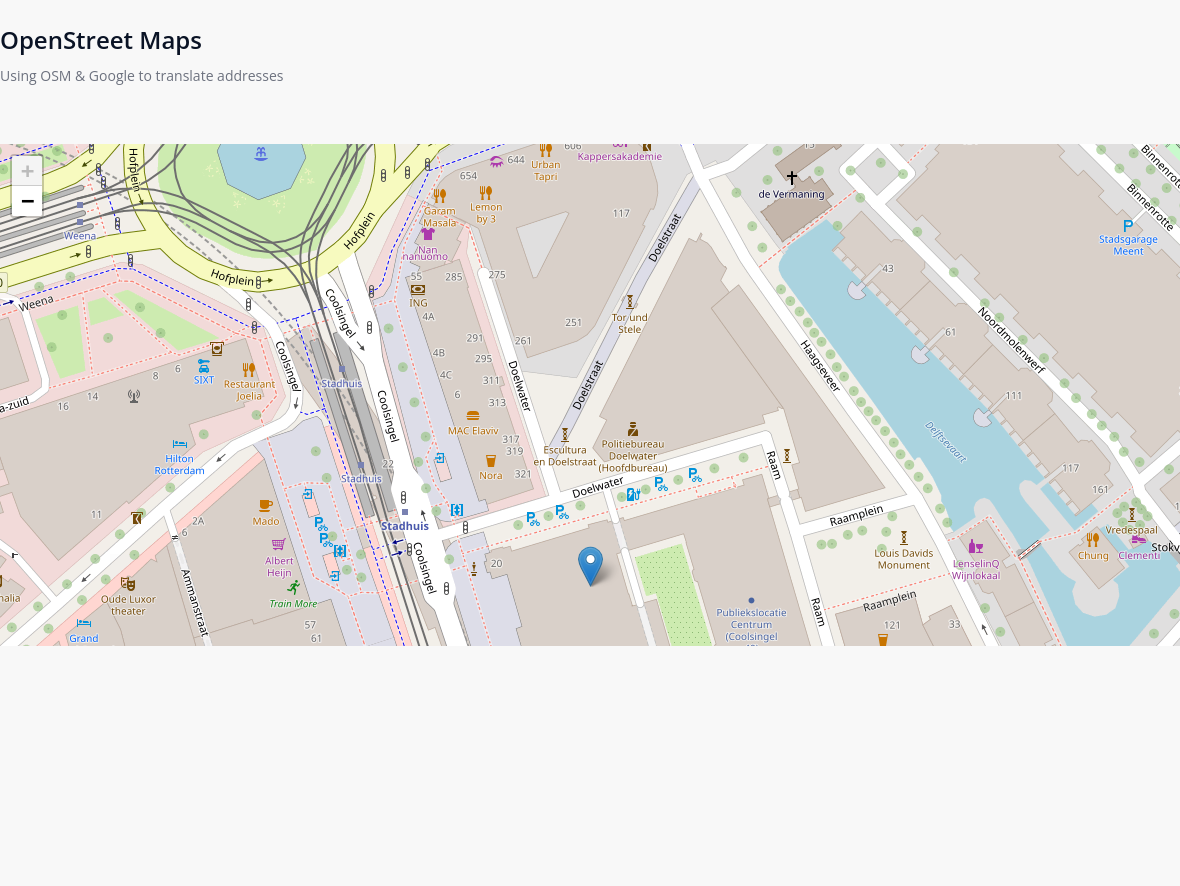 OpenStreet Maps
Using OSM & Google to translate addresses
+
−
Hofplein
644
Urban
Tapri
Kappersakademie
654
Garam
Masala
Lemon
by 3
117
de Vermaning
Binnenrotte
Binnenrotte
Stadsgarage
Meent
Weena
Hofplein
Doelstraat
Nan
nanuomo
43
Hofplein
Weena
55
285
275
ING
4A
Coolsingel
Tor und
Stele
251
261
291
61
Noordmolenwerf
Haagseveer
4B
295
4C
311
6
313
Doelwater
Doelstraat
Coolsingel
Stadhuis
SIXT
6
8
Restaurant
Joelia
14
16
a-zuid
111
MAC Elaviv
Coolsingel
317
319
321
Nora
Escultura
en Doelstraat
Politiebureau
Doelwater
(Hoofdbureau)
Delftsevaart
Hilton
Rotterdam
22
Stadhuis
Raam
117
161
Doelwater
11
2A
6
Mado
Stadhuis
Raamplein
Vredespaal
Louis Davids
Monument
Chung
Clementi
Stokv
LenselinQ
Wijnlokaal
Albert
Heijn
Coolsingel
20
Train More
Oude Luxor
theater
nalia
Ammanstraat
Raamplein
Publiekslocatie
Centrum
(Coolsingel
Raam
57
61
Grand
121
33